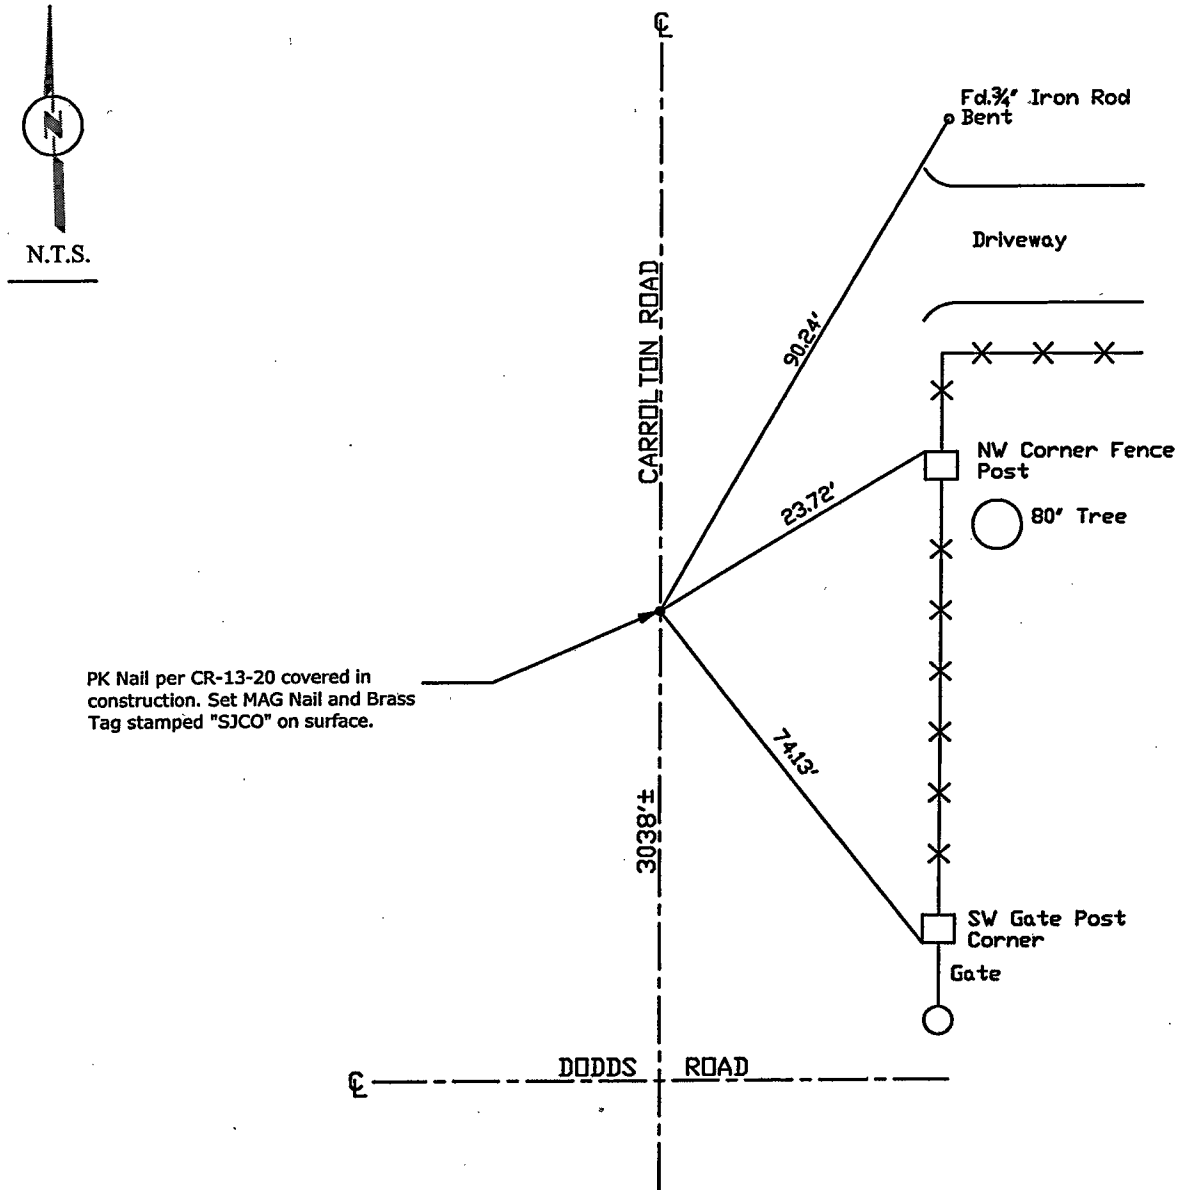 ℄
Fd.¾" Iron Rod
Bent
N
N.T.S.
Driveway
CARROLTON ROAD
90.24'
NW Corner Fence
Post
23.72'
80" Tree
PK Nail per CR-13-20 covered in
construction. Set MAG Nail and Brass
Tag stamped "SJCO" on surface.
74.13'
3038'±
SW Gate Post
Corner
Gate
DODDS ROAD
℄